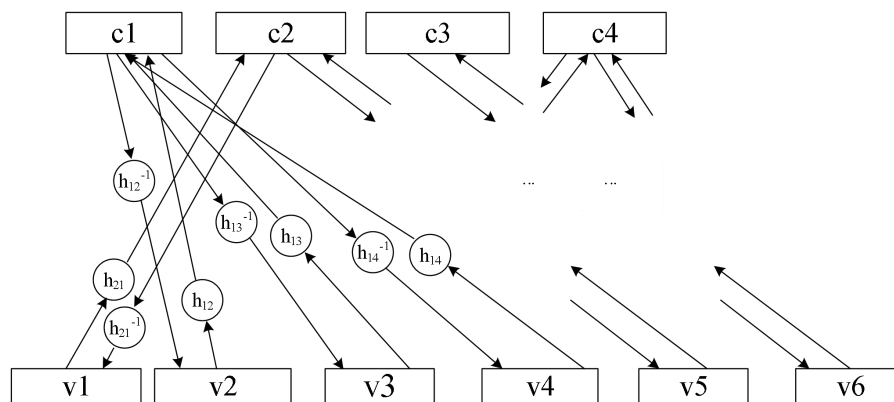 c1 c2 c3 c4
h₁₂⁻¹ ... ...
h₁₃⁻¹ h₁₃ h₁₄⁻¹ h₁₄
h₂₁ h₁₂
h₂₁⁻¹
v1 v2 v3 v4 v5 v6